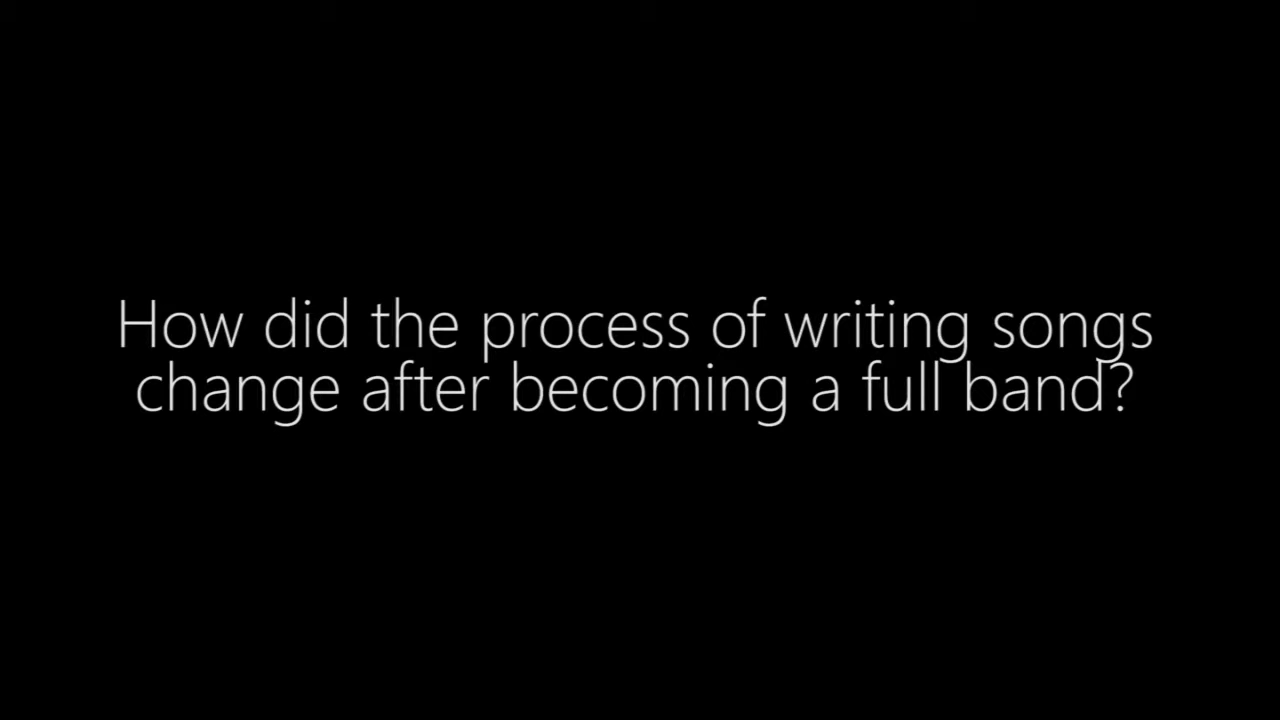 How did the process of writing songs
change after becoming a full band?